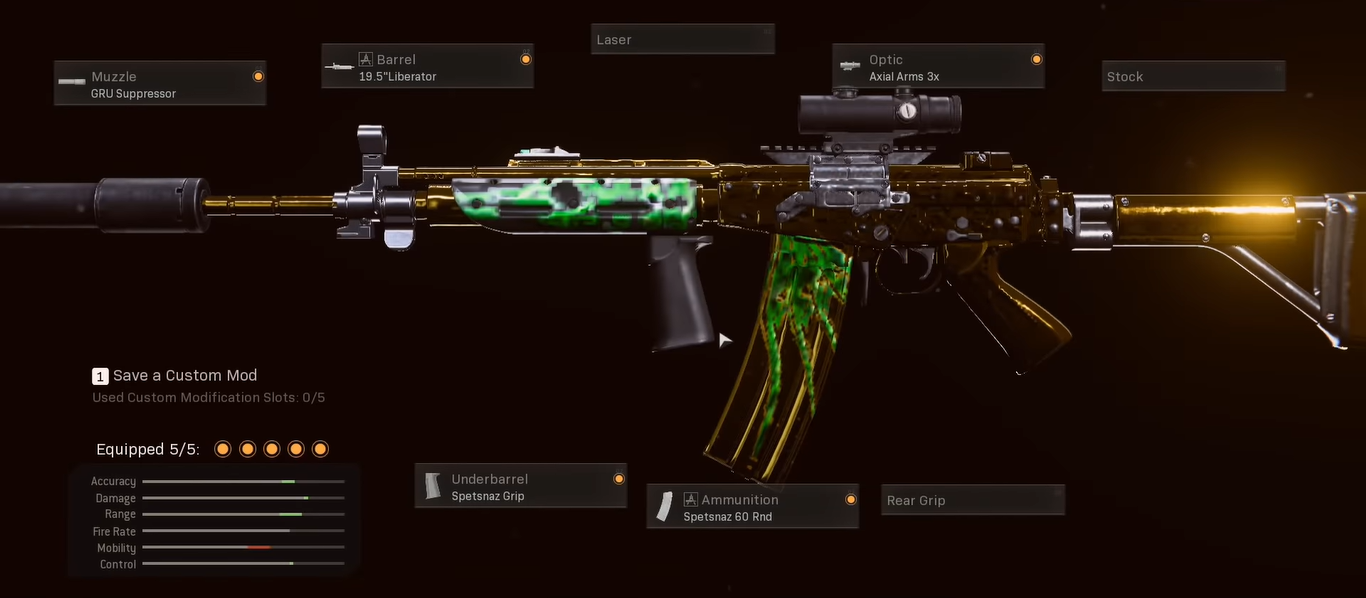 Laser
Muzzle
GRU Suppressor
A Barrel
19.5"Liberator
Optic
Axial Arms 3x
Stock
1 Save a Custom Mod
Used Custom Modification Slots: 0/5
Equipped 5/5:
Accuracy
Damage
Range
Fire Rate
Mobility
Control
Underbarrel
Spetsnaz Grip
A Ammunition
Spetsnaz 60 Rnd
Rear Grip